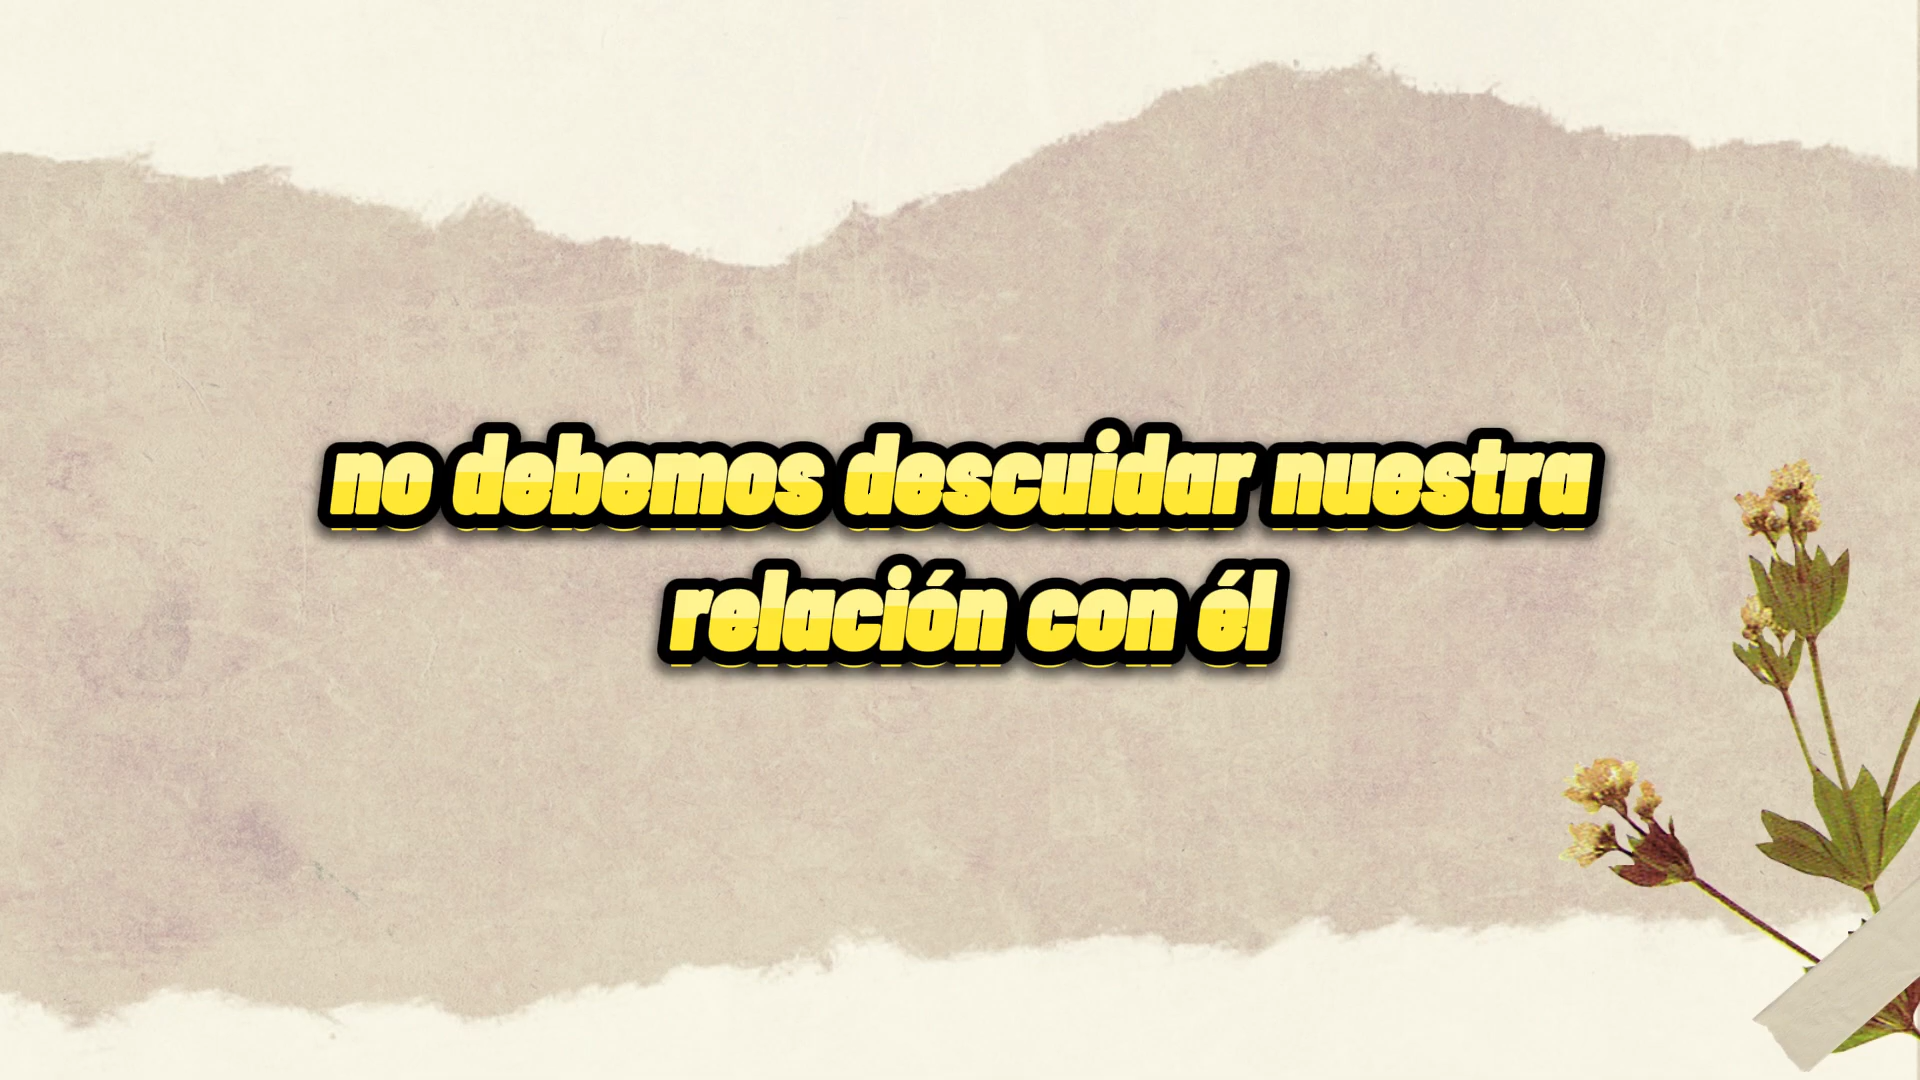 no debemos descuidar nuestra
relación con él